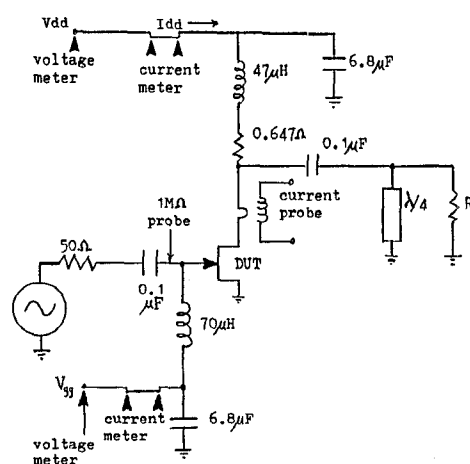 Vdd
Idd
voltage
meter
current
meter
47µH
6.8µF
0.647Ω
0.1µF
1MΩ
probe
current
probe
λ/4
R
50Ω
0.1
µF
DUT
70µH
Vgg
current
meter
6.8µF
voltage
meter